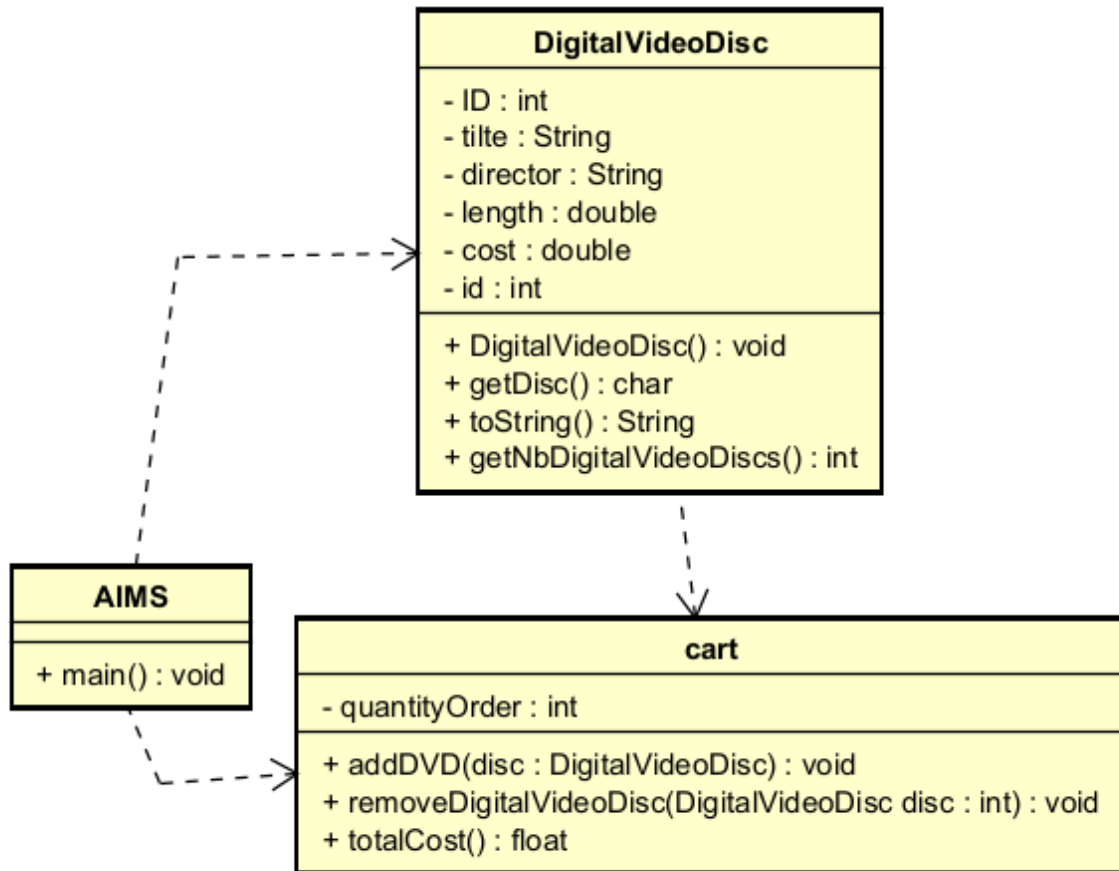 DigitalVideoDisc
- ID : int
- tilte : String
- director : String
- length : double
- cost : double
- id : int
+ DigitalVideoDisc() : void
+ getDisc() : char
+ toString() : String
+ getNbDigitalVideoDiscs() : int
AIMS
+ main() : void
cart
- quantityOrder : int
+ addDVD(disc : DigitalVideoDisc) : void
+ removeDigitalVideoDisc(DigitalVideoDisc disc : int) : void
+ totalCost() : float